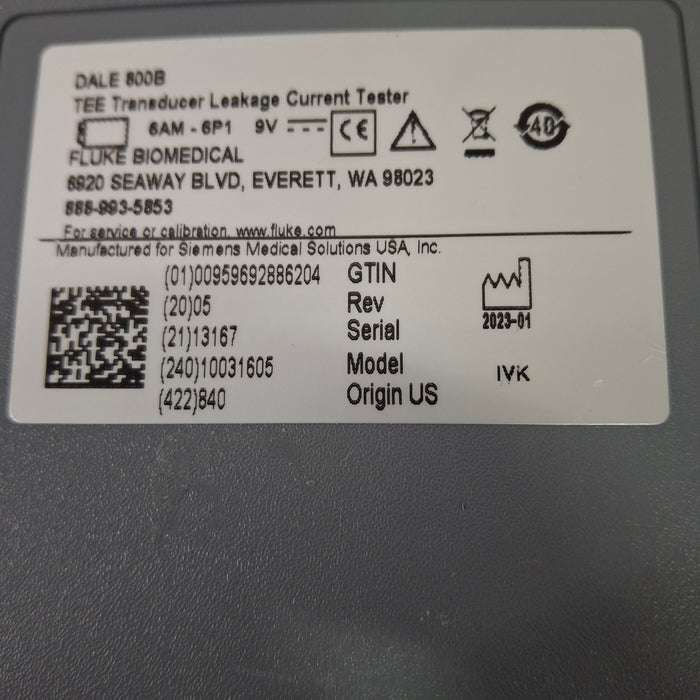 DALE 800B
TEE Transducer Leakage Current Tester
6AM - 6P1 9V CE 40
FLUKE BIOMEDICAL
6920 SEAWAY BLVD, EVERETT, WA 98023
888-993-5853
For service or calibration, www.fluke.com
Manufactured for Siemens Medical Solutions USA, Inc.
(01)00959692886204 GTIN
(20)05 Rev
(21)13167 Serial
2023-01
(240)10031605 Model
IVK
(422)840 Origin US